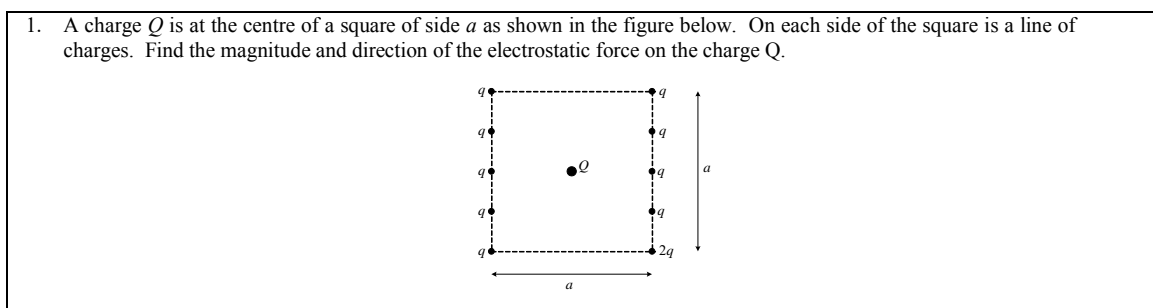 1. A charge Q is at the centre of a square of side a as shown in the figure below. On each side of the square is a line of
charges. Find the magnitude and direction of the electrostatic force on the charge Q.
q q
q q
q Q q a
q q
q 2q
a